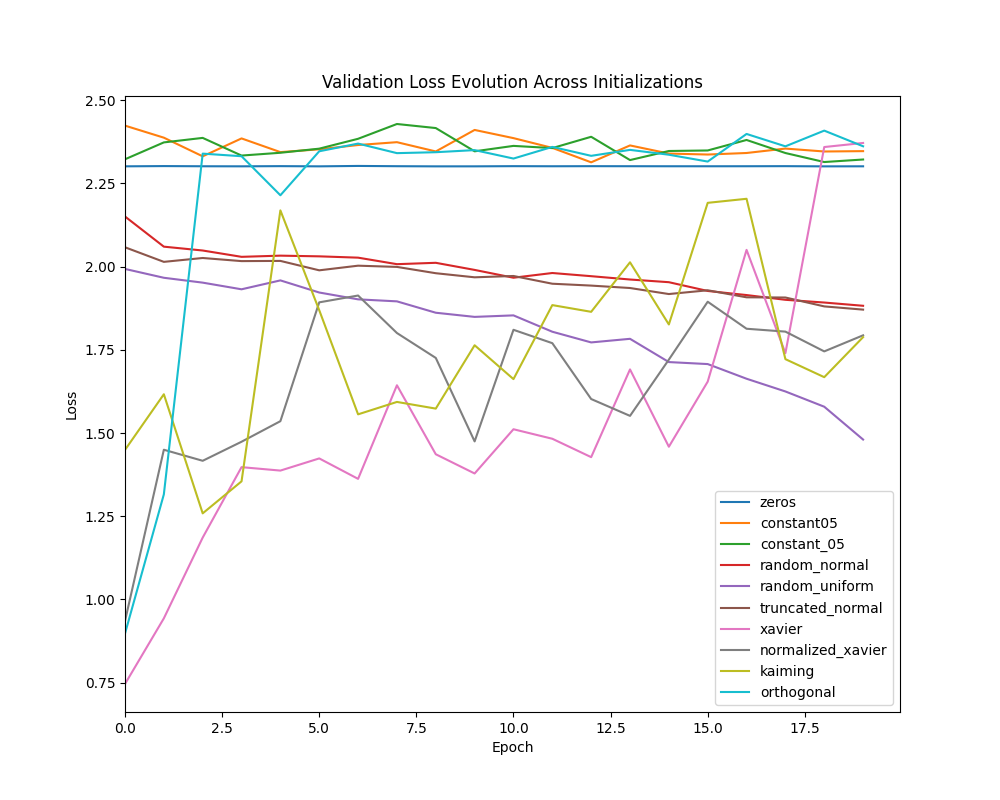 Validation Loss Evolution Across Initializations
2.50
2.25
2.00
1.75
1.50
1.25
1.00
0.75
Loss
0.0 2.5 5.0 7.5 10.0 12.5 15.0 17.5
Epoch
zeros
constant05
constant_05
random_normal
random_uniform
truncated_normal
xavier
normalized_xavier
kaiming
orthogonal